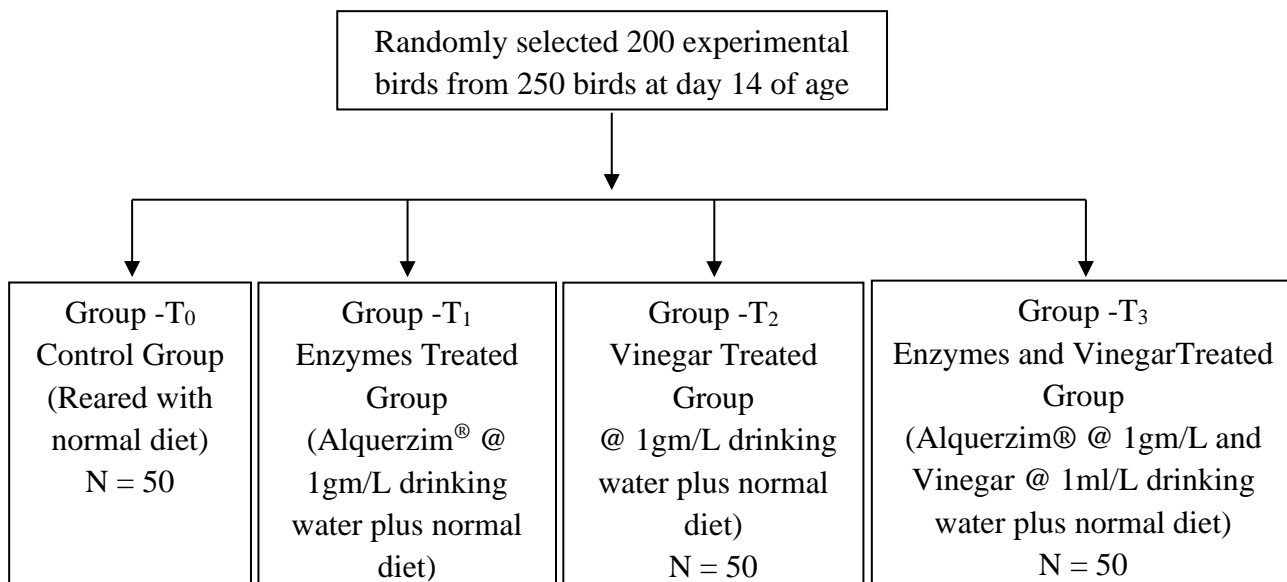 Randomly selected 200 experimental
birds from 250 birds at day 14 of age
Group -T₀
Control Group
(Reared with
normal diet)
N = 50
Group -T₁
Enzymes Treated
Group
(Alquerzim® @
1gm/L drinking
water plus normal
diet)
Group -T₂
Vinegar Treated
Group
@ 1gm/L drinking
water plus normal
diet)
N = 50
Group -T₃
Enzymes and VinegarTreated
Group
(Alquerzim® @ 1gm/L and
Vinegar @ 1ml/L drinking
water plus normal diet)
N = 50